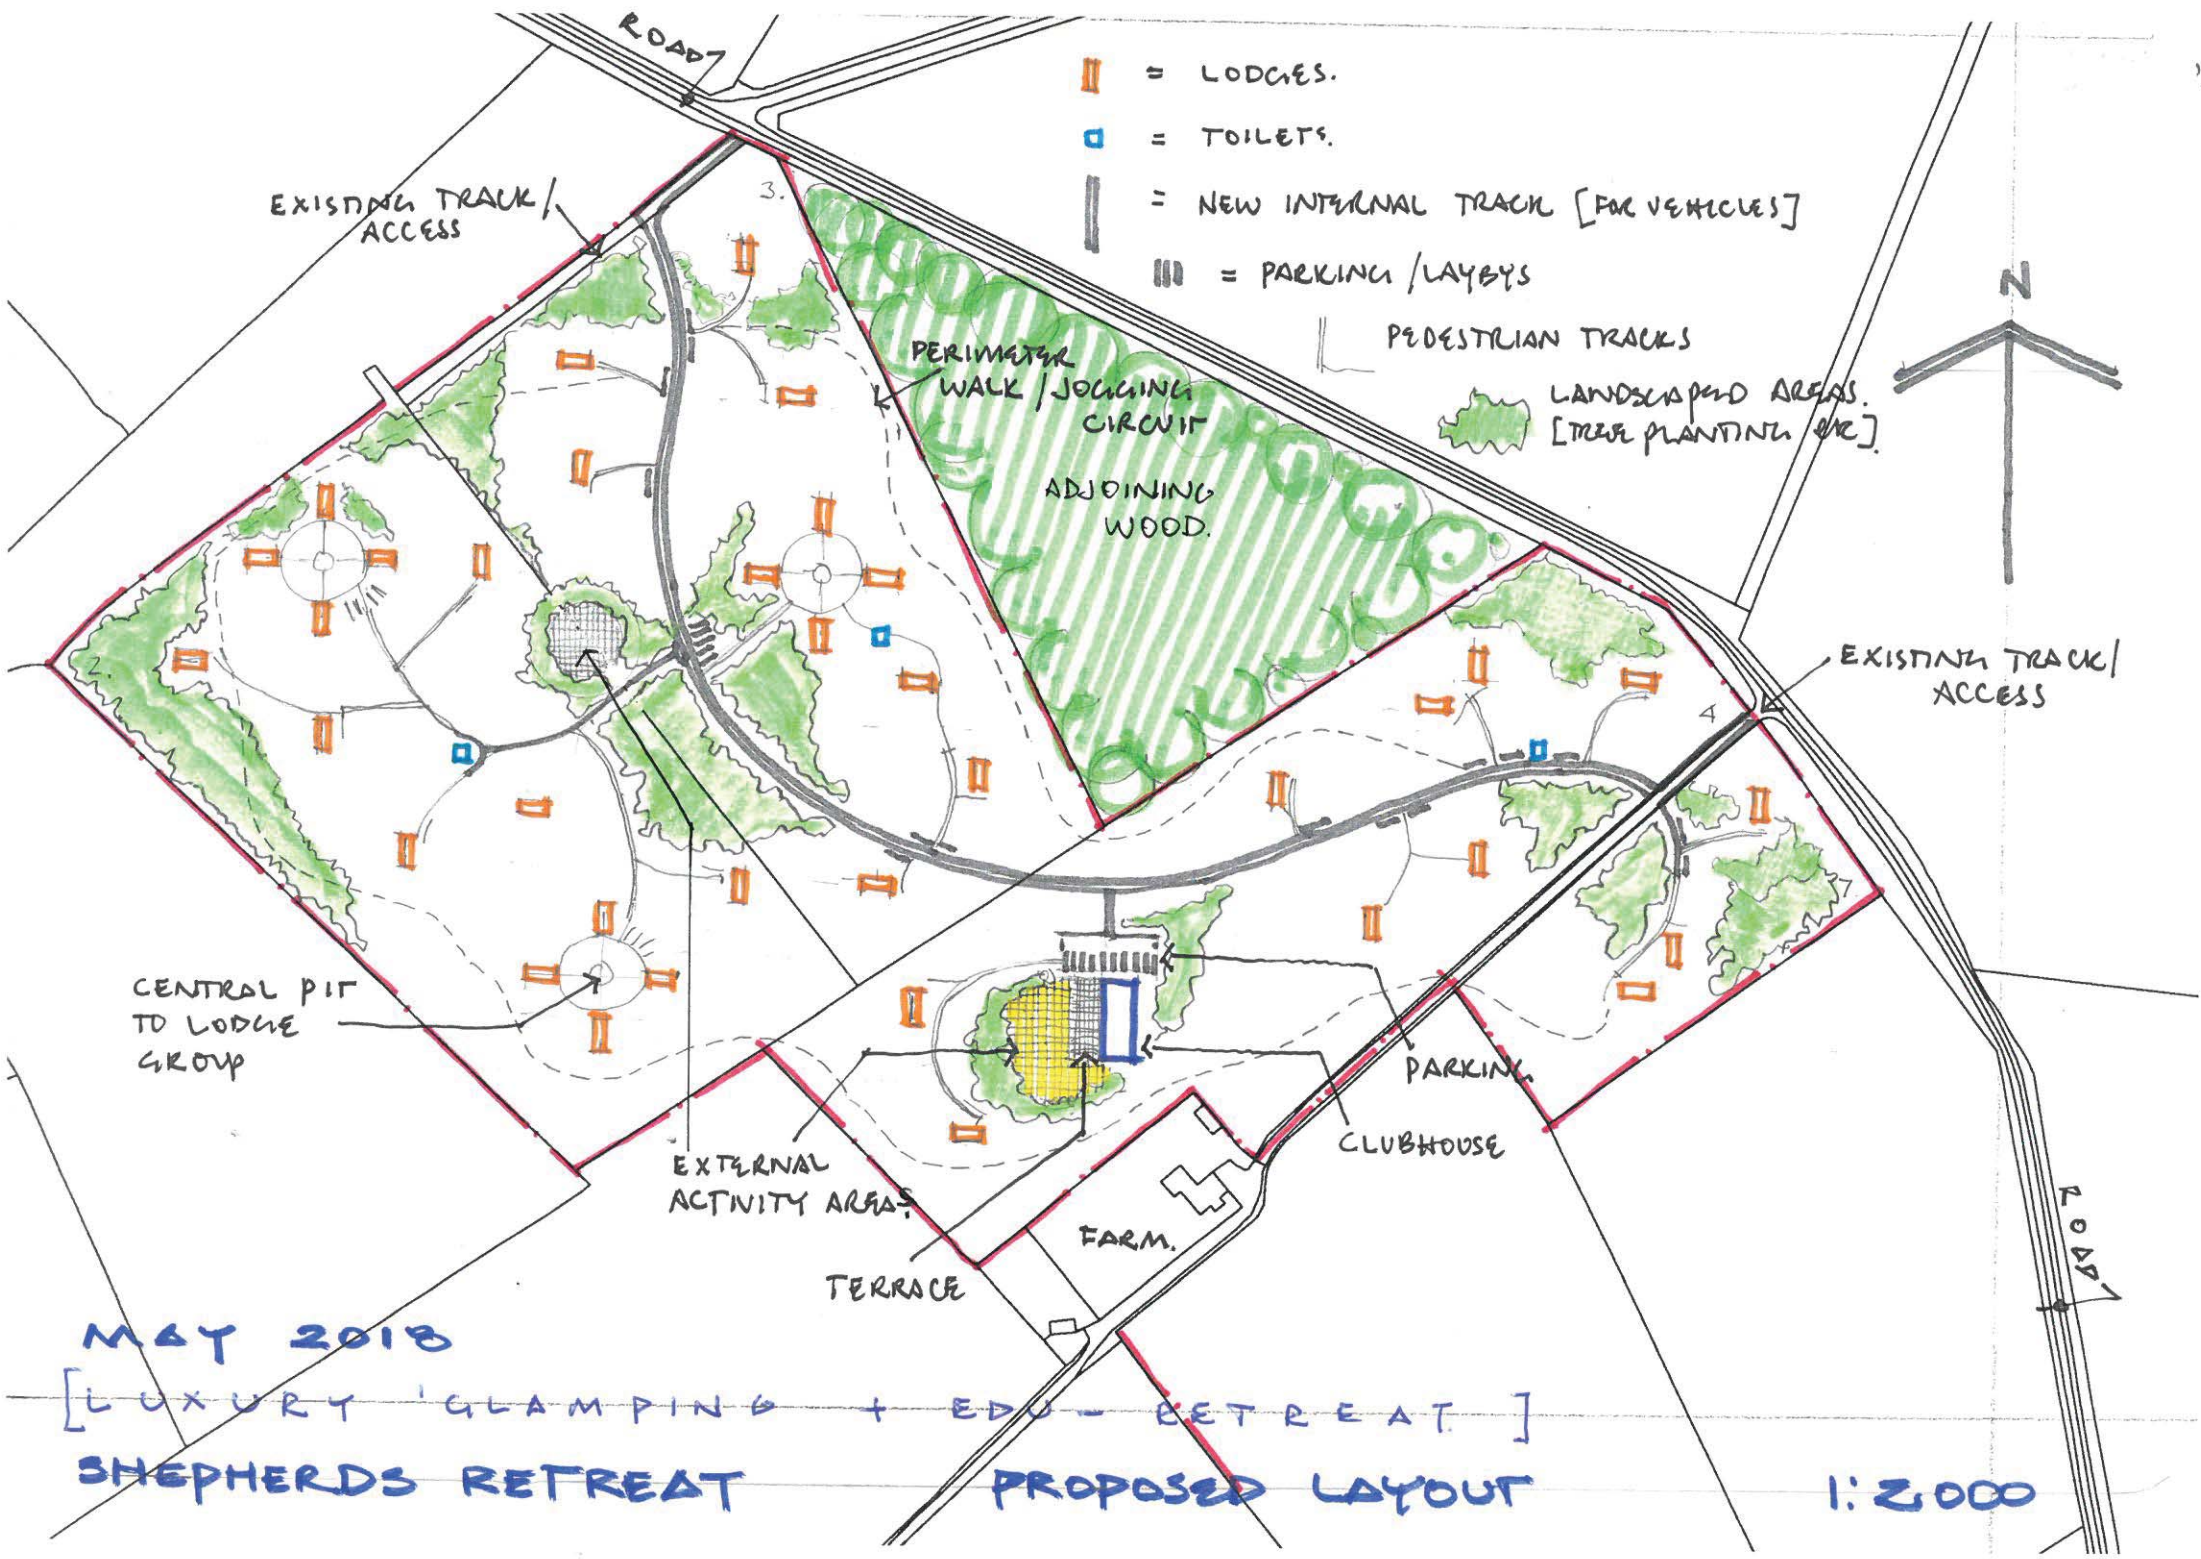 ROAD
= LODGES.
= TOILETS.
= NEW INTERNAL TRACK [FOR VEHICLES]
= PARKING / LAYBYS
PEDESTRIAN TRACKS
LANDSCAPED AREAS.
[TREE PLANTING ETC]
N
EXISTING TRACK/
ACCESS
3.
PERIMETER
WALK / JOGGING
CIRCUIT
ADJOINING
WOOD.
2.
4
EXISTING TRACK/
ACCESS
CENTRAL PIT
TO LODGE
GROUP
PARKING
CLUBHOUSE
EXTERNAL
ACTIVITY AREAS
TERRACE
FARM.
ROAD
MAY 2018
[LUXURY 'GLAMPING + EDU-RETREAT]
SHEPHERDS RETREAT PROPOSED LAYOUT 1:2000